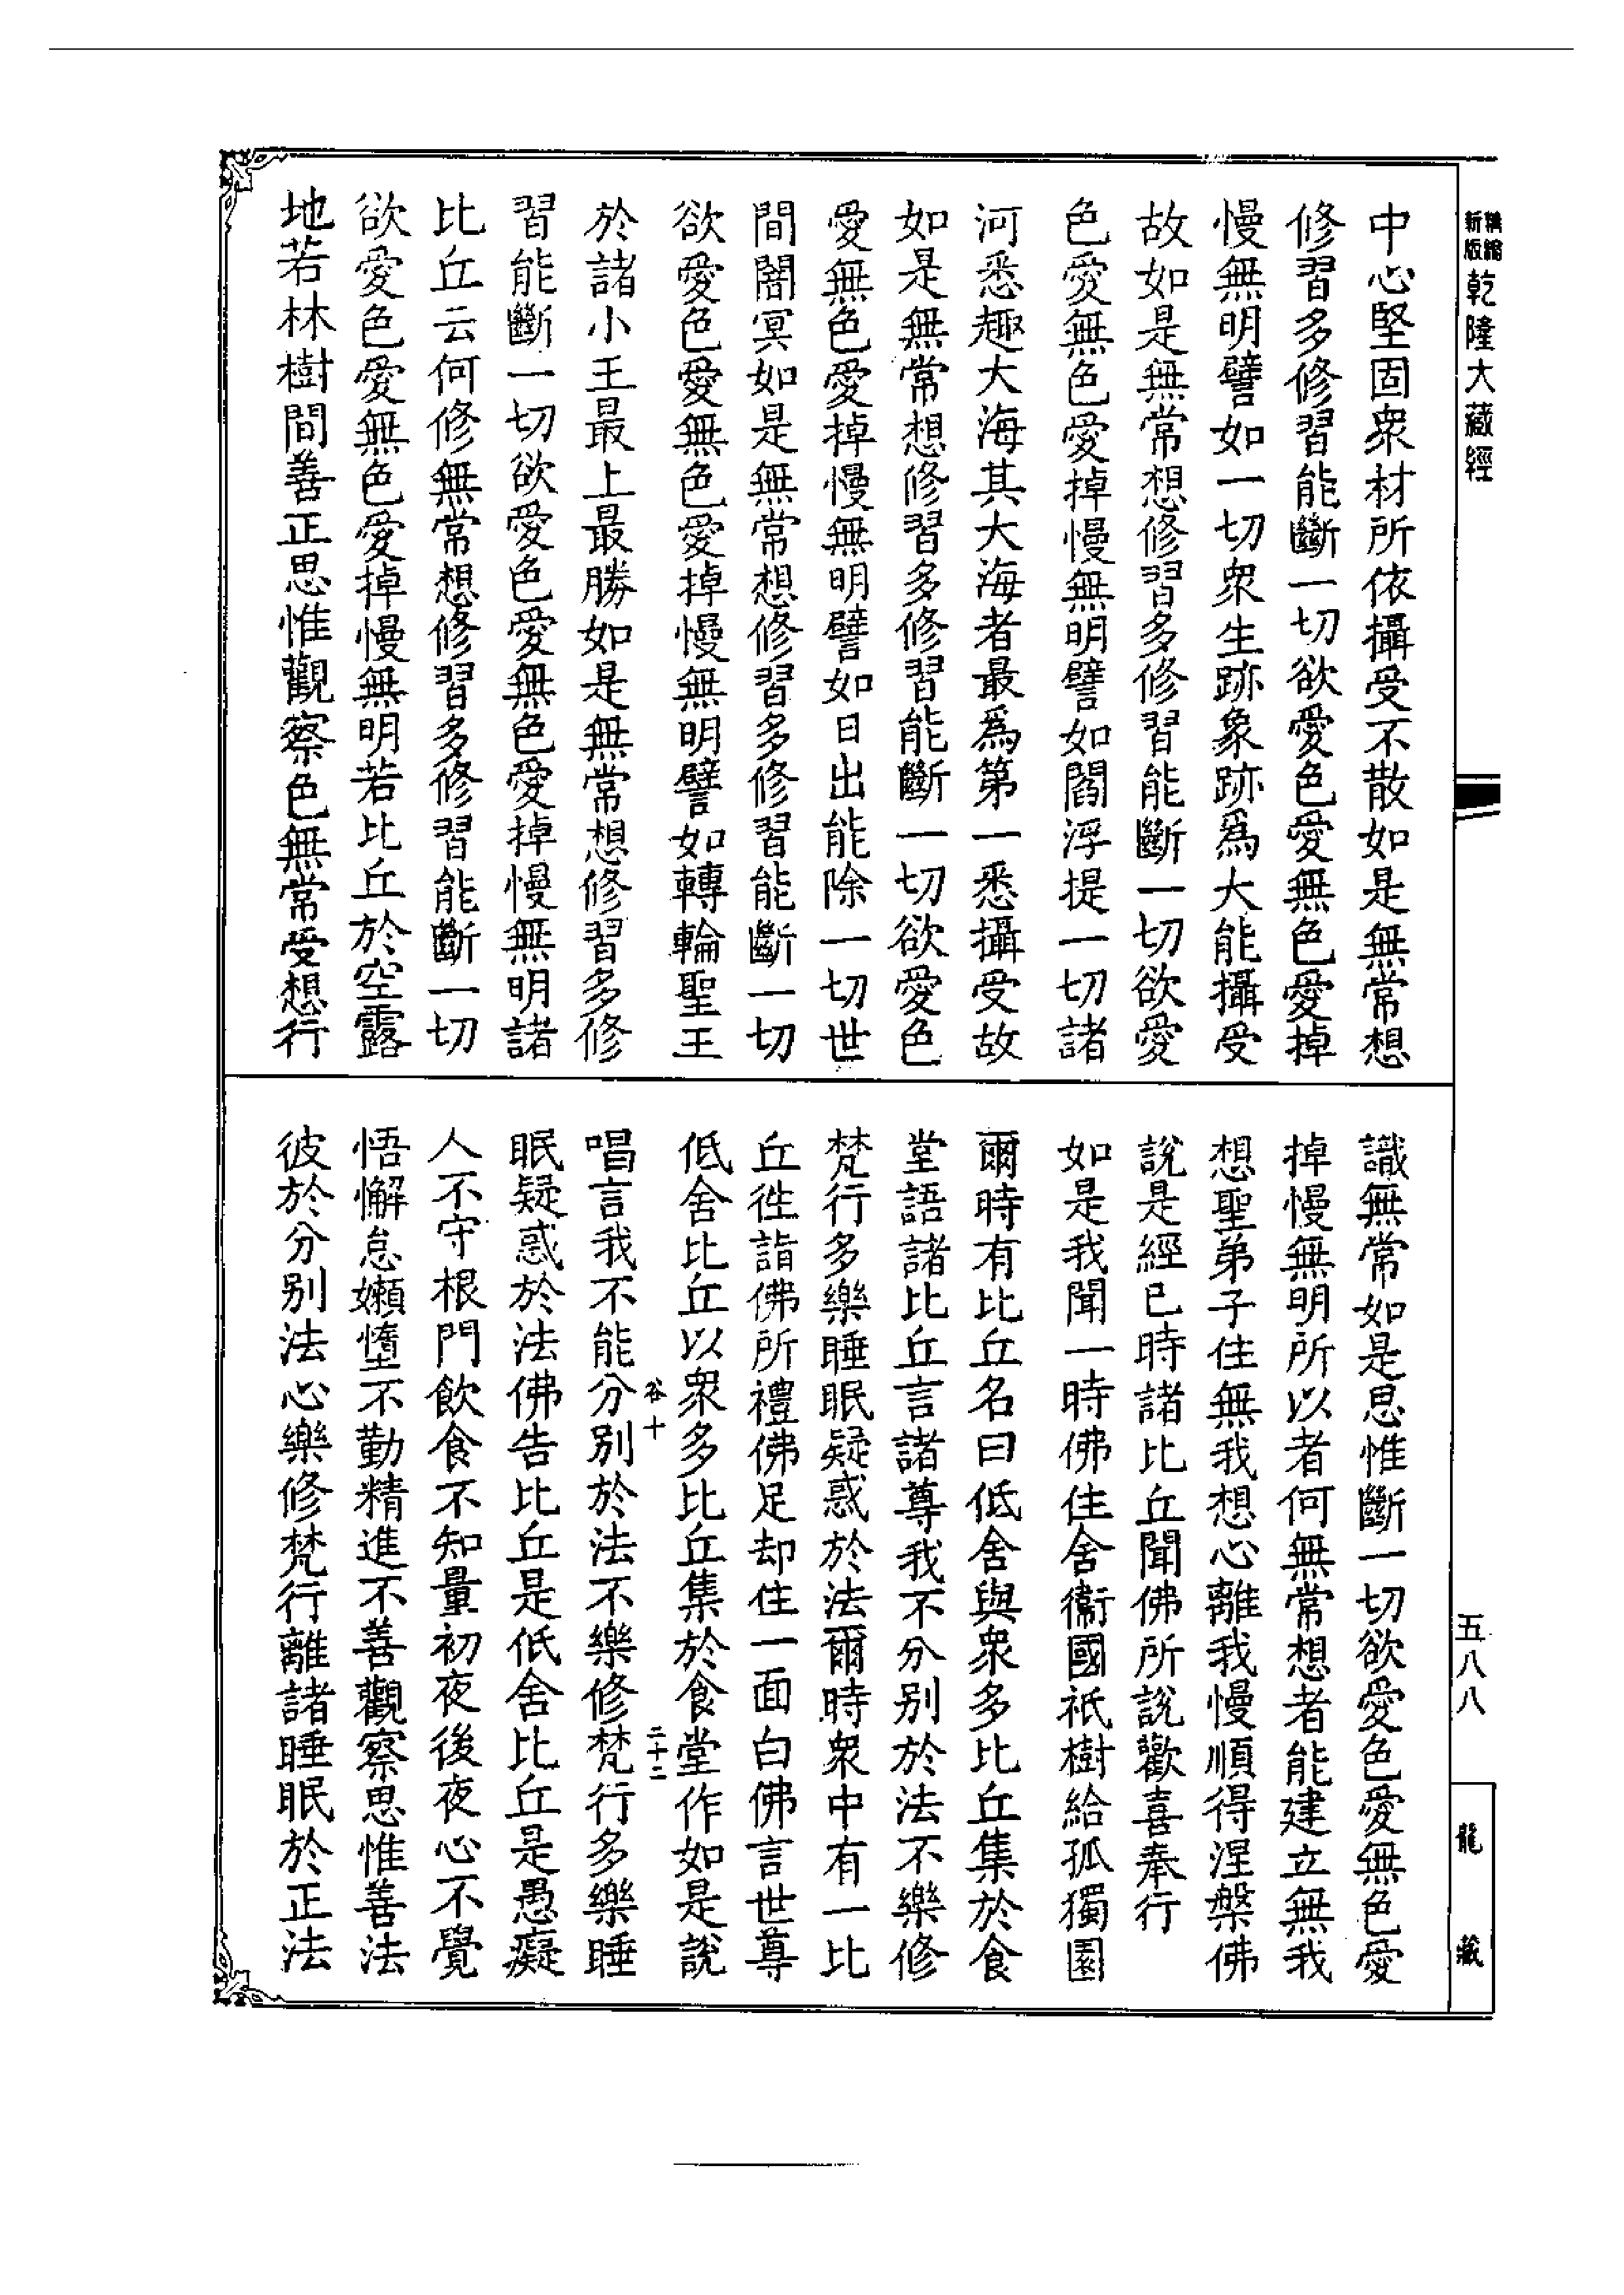 精縮
新版
乾隆大藏經
中心堅固衆材所依攝受不散如是無常想
修習多修習能斷一切欲愛色愛無色愛掉
慢無明譬如一切衆生跡象跡爲大能攝受
故如是無常想修習多修習能斷一切欲愛
色愛無色愛掉慢無明譬如閻浮提一切諸
河悉趣大海其大海者最爲第一悉攝受故
如是無常想修習多修習能斷一切欲愛色
愛無色愛掉慢無明譬如日出能除一切世
間闇冥如是無常想修習多修習能斷一切
欲愛色愛無色愛掉慢無明譬如轉輪聖王
於諸小王最上最勝如是無常想修習多修
習能斷一切欲愛色愛無色愛掉慢無明諸
比丘云何修無常想修習多修習能斷一切
欲愛色愛無色愛掉慢無明若比丘於空露
地若林樹間善正思惟觀察色無常受想行
識無常如是思惟斷一切欲愛色愛無色愛
掉慢無明所以者何無常想者能建立無我
想聖弟子住無我想心離我慢順得涅槃佛
說是經已時諸比丘聞佛所說歡喜奉行
如是我聞一時佛住舍衞國祇樹給孤獨園
爾時有比丘名曰低舍與衆多比丘集於食
堂語諸比丘言諸尊我不分别於法不樂修
梵行多樂睡眠疑惑於法爾時衆中有一比
丘徃詣佛所禮佛足却住一面白佛言世尊
低舍比丘以衆多比丘集於食堂作如是說
谷十
二十二
唱言我不能分别於法不樂修梵行多樂睡
眠疑惑於法佛告比丘是低舍比丘是愚癡
人不守根門飲食不知量初夜後夜心不覺
悟懈怠嬾惰不勤精進不善觀察思惟善法
彼於分别法心樂修梵行離諸睡眠於正法
五八八
龍藏